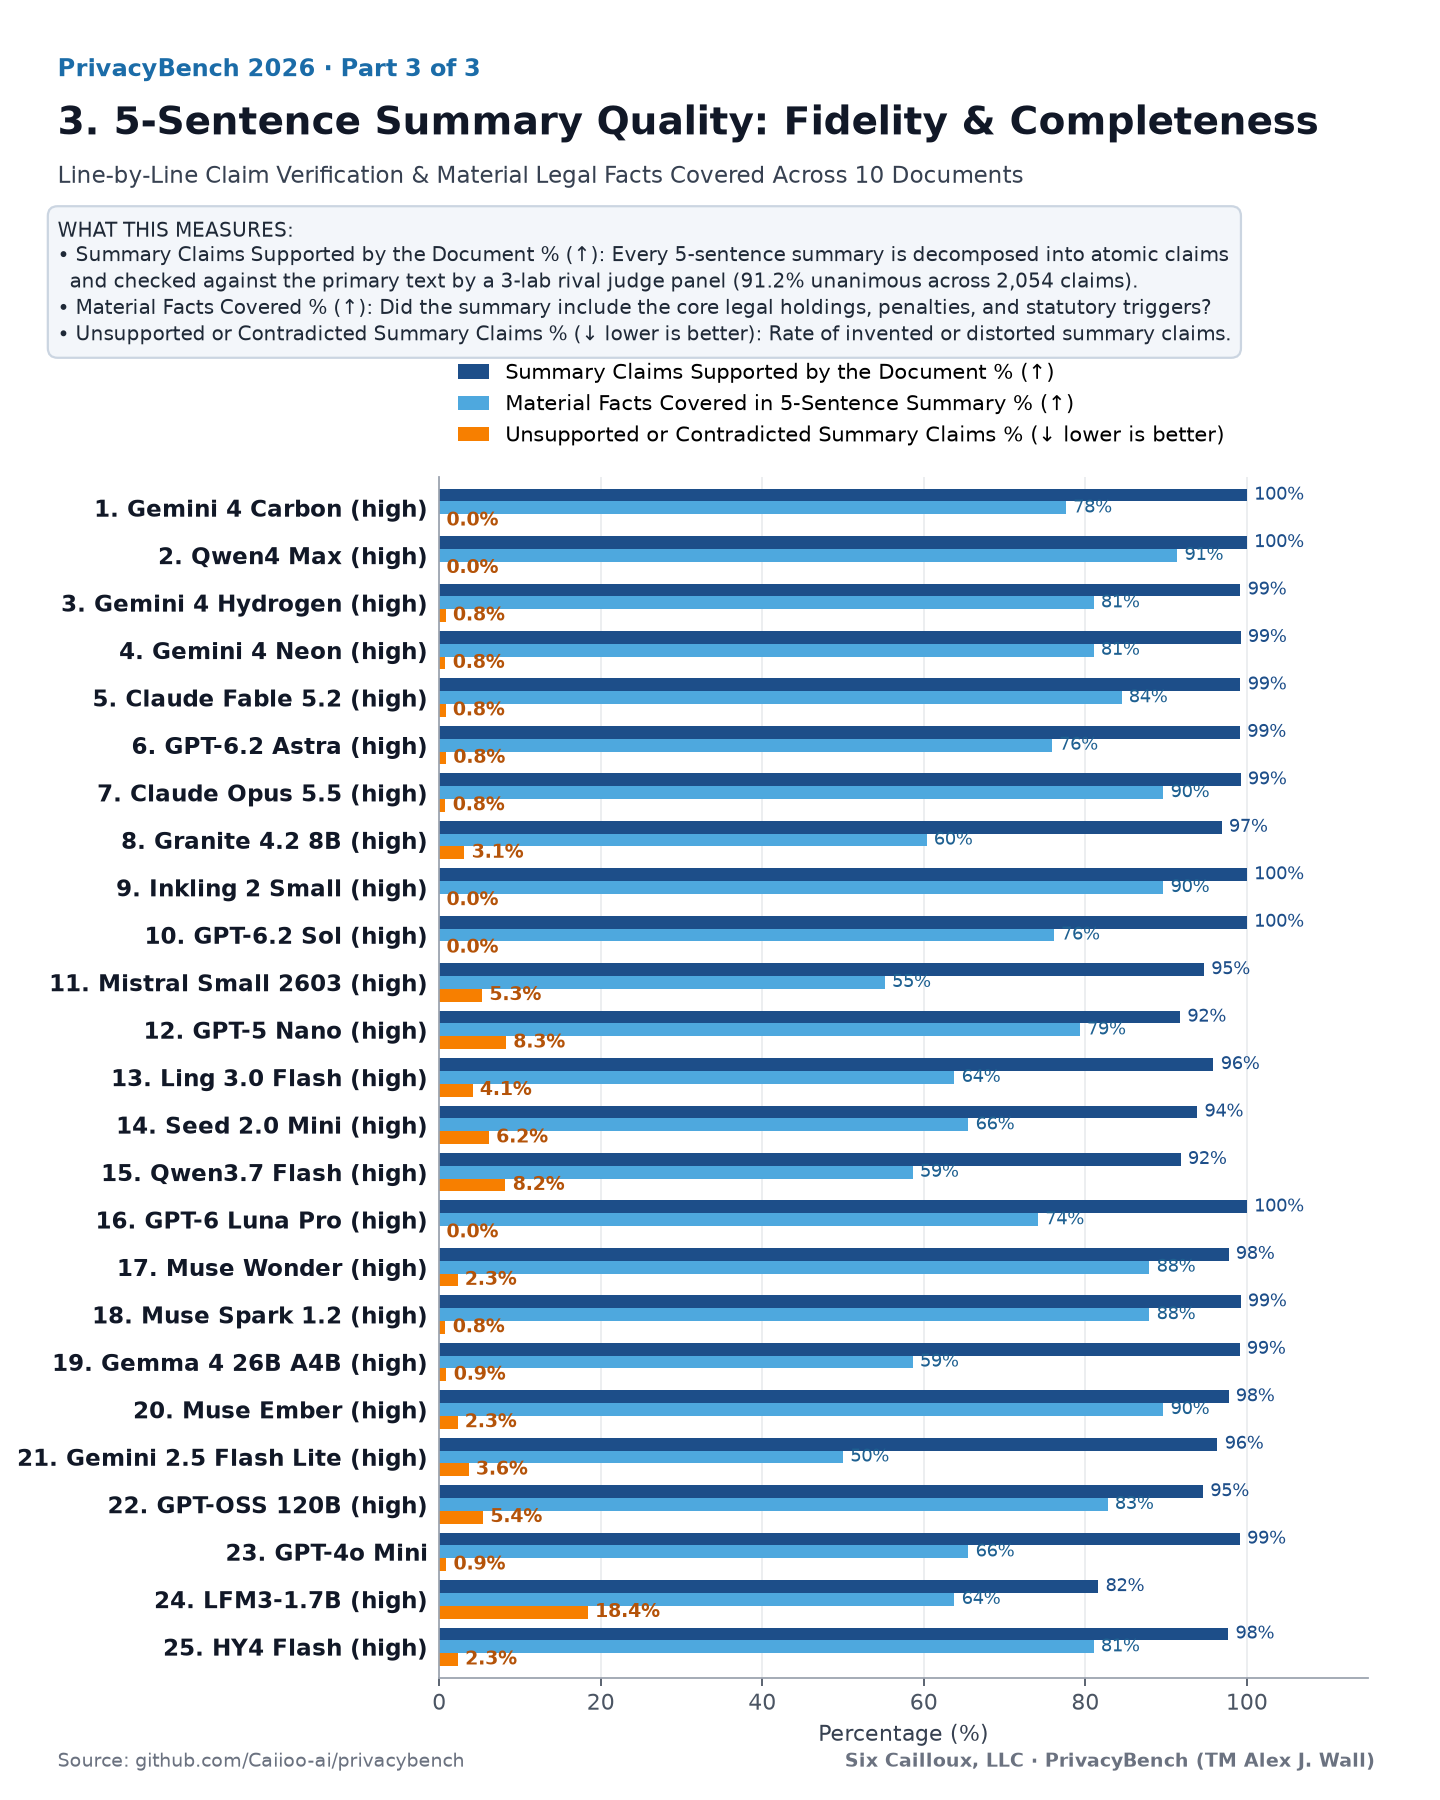 PrivacyBench 2026 · Part 3 of 3
3. 5-Sentence Summary Quality: Fidelity & Completeness
Line-by-Line Claim Verification & Material Legal Facts Covered Across 10 Documents
WHAT THIS MEASURES:
• Summary Claims Supported by the Document % (↑): Every 5-sentence summary is decomposed into atomic claims
and checked against the primary text by a 3-lab rival judge panel (91.2% unanimous across 2,054 claims).
• Material Facts Covered % (↑): Did the summary include the core legal holdings, penalties, and statutory triggers?
• Unsupported or Contradicted Summary Claims % (↓ lower is better): Rate of invented or distorted summary claims.
Summary Claims Supported by the Document % (↑)
Material Facts Covered in 5-Sentence Summary % (↑)
Unsupported or Contradicted Summary Claims % (↓ lower is better)
1. Gemini 4 Carbon (high) 100% 78% 0.0%
2. Qwen4 Max (high) 100% 91% 0.0%
3. Gemini 4 Hydrogen (high) 99% 81% 0.8%
4. Gemini 4 Neon (high) 99% 81% 0.8%
5. Claude Fable 5.2 (high) 99% 84% 0.8%
6. GPT-6.2 Astra (high) 99% 76% 0.8%
7. Claude Opus 5.5 (high) 99% 90% 0.8%
8. Granite 4.2 8B (high) 97% 60% 3.1%
9. Inkling 2 Small (high) 100% 90% 0.0%
10. GPT-6.2 Sol (high) 100% 76% 0.0%
11. Mistral Small 2603 (high) 95% 55% 5.3%
12. GPT-5 Nano (high) 92% 79% 8.3%
13. Ling 3.0 Flash (high) 96% 64% 4.1%
14. Seed 2.0 Mini (high) 94% 66% 6.2%
15. Qwen3.7 Flash (high) 92% 59% 8.2%
16. GPT-6 Luna Pro (high) 100% 74% 0.0%
17. Muse Wonder (high) 98% 88% 2.3%
18. Muse Spark 1.2 (high) 99% 88% 0.8%
19. Gemma 4 26B A4B (high) 99% 59% 0.9%
20. Muse Ember (high) 98% 90% 2.3%
21. Gemini 2.5 Flash Lite (high) 96% 50% 3.6%
22. GPT-OSS 120B (high) 95% 83% 5.4%
23. GPT-4o Mini 99% 66% 0.9%
24. LFM3-1.7B (high) 82% 64% 18.4%
25. HY4 Flash (high) 98% 81% 2.3%
0 20 40 60 80 100
Percentage (%)
Source: github.com/Caiioo-ai/privacybench
Six Cailloux, LLC · PrivacyBench (TM Alex J. Wall)